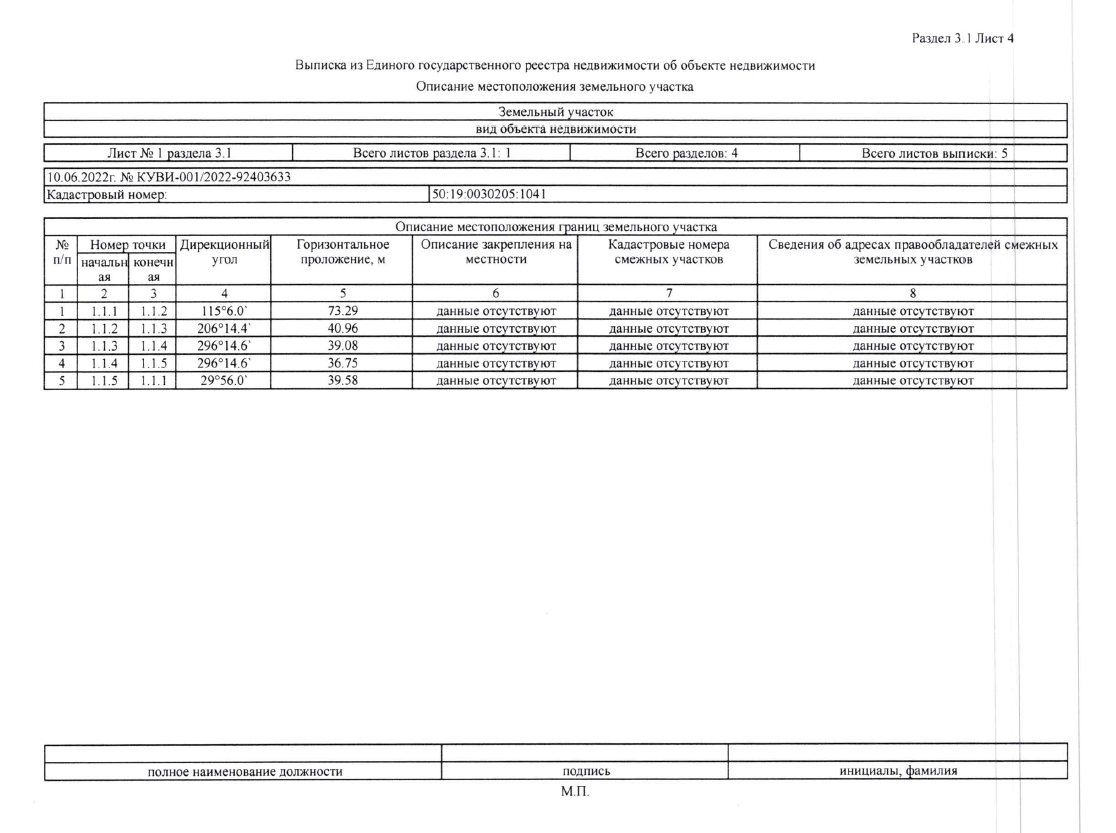 Раздел 3.1 Лист 4
Выписка из Единого государственного реестра недвижимости об объекте недвижимости
Описание местоположения земельного участка
Земельный участок
вид объекта недвижимости
Лист № 1 раздела 3.1 Всего листов раздела 3.1: 1 Всего разделов: 4 Всего листов выписки: 5
10.06.2022г. № КУВИ-001/2022-92403633
Кадастровый номер: 50:19:0030205:1041
Описание местоположения границ земельного участка
№ Номер точки Дирекционный Горизонтальное Описание закрепления на Кадастровые номера Сведения об адресах правообладателей смежных
п/п начальн конечн угол проложение, м местности смежных участков земельных участков
ая ая
1 2 3 4 5 6 7 8
1 1.1.1 1.1.2 115°6.0` 73.29 данные отсутствуют данные отсутствуют данные отсутствуют
2 1.1.2 1.1.3 206°14.4` 40.96 данные отсутствуют данные отсутствуют данные отсутствуют
3 1.1.3 1.1.4 296°14.6` 39.08 данные отсутствуют данные отсутствуют данные отсутствуют
4 1.1.4 1.1.5 296°14.6` 36.75 данные отсутствуют данные отсутствуют данные отсутствуют
5 1.1.5 1.1.1 29°56.0` 39.58 данные отсутствуют данные отсутствуют данные отсутствуют
полное наименование должности подпись инициалы, фамилия
М.П.